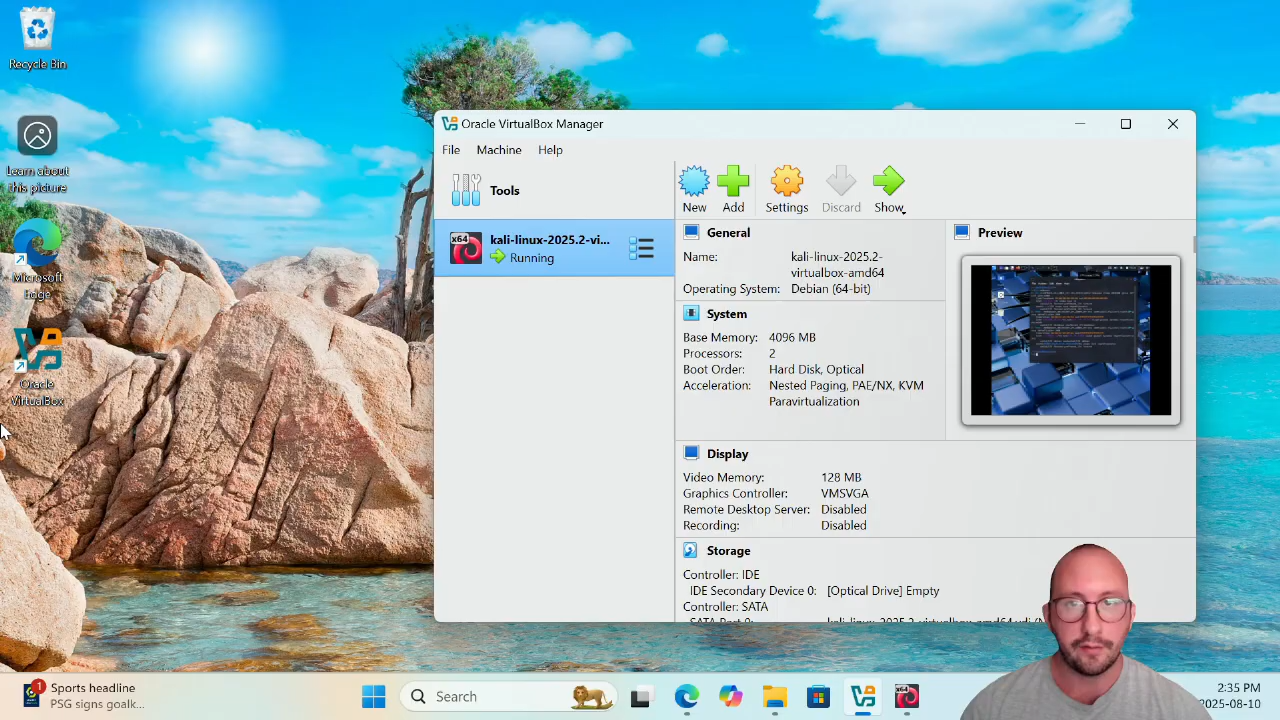 Recycle Bin
Learn about
this picture
Microsoft
Edge
Oracle
VirtualBox
Oracle VirtualBox Manager
File Machine Help
Tools
New Add Settings Discard Show
x64
kali-linux-2025.2-vi...
Running
General
Name: kali-linux-2025.2-
virtualbox-amd64
Operating System: Debian (64-bit)
System
Base Memory: 4096 MB
Processors: 2
Boot Order: Hard Disk, Optical
Acceleration: Nested Paging, PAE/NX, KVM
Paravirtualization
Preview
Display
Video Memory: 128 MB
Graphics Controller: VMSVGA
Remote Desktop Server: Disabled
Recording: Disabled
Storage
Controller: IDE
IDE Secondary Device 0: [Optical Drive] Empty
Controller: SATA
1
Sports headline
PSG signs goalk...
Search
x64
2:35 PM
2025-08-10